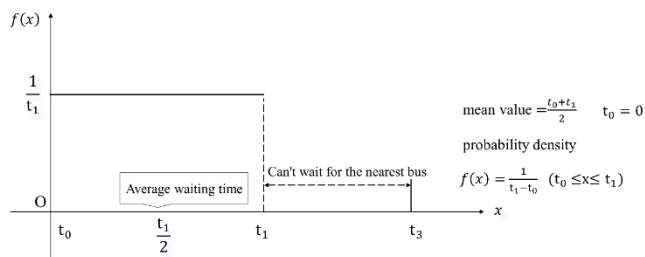 f(x)
1
t₁
O
Average waiting time
Can't wait for the nearest bus
t₀
t₁
2
t₁
t₃
x
mean value = (t₀+t₁)/2 t₀ = 0
probability density
f(x) = 1/(t₁−t₀) (t₀ ≤x≤ t₁)